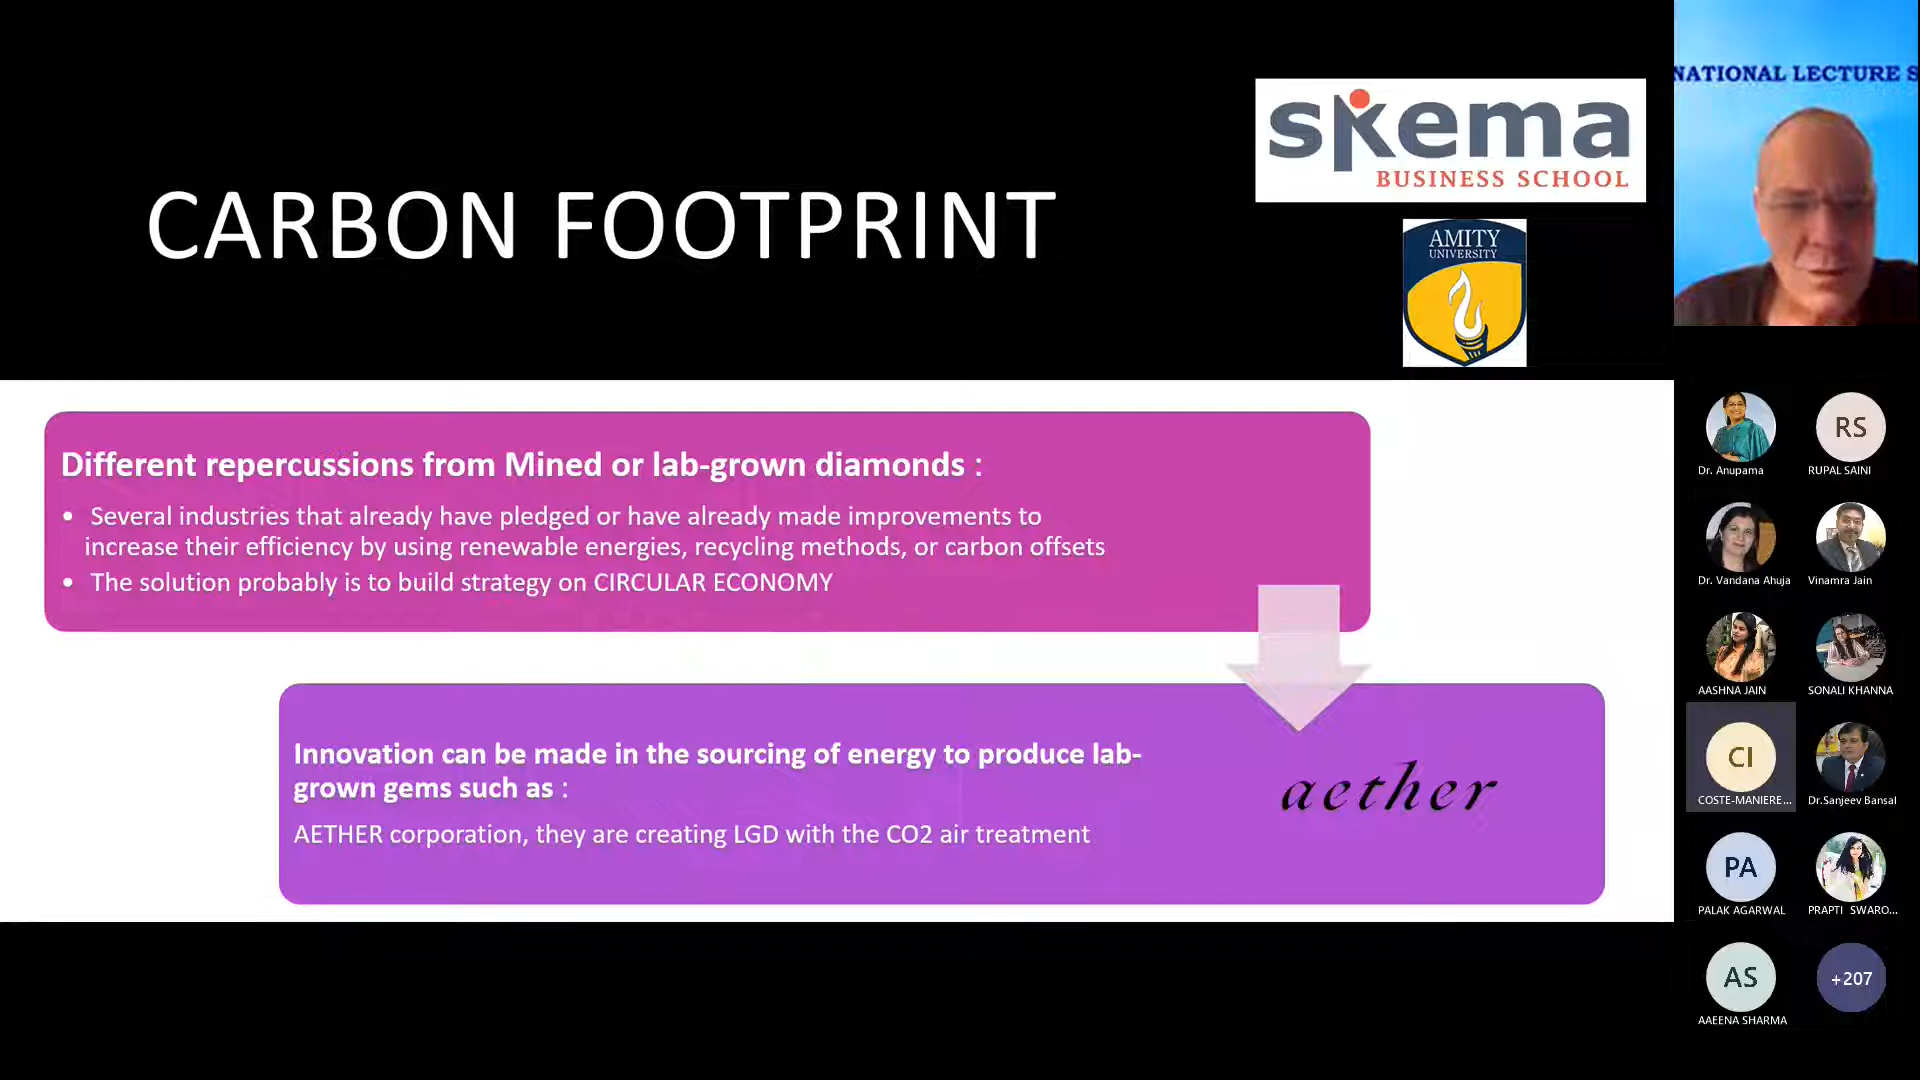 NATIONAL LECTURE S
skema
BUSINESS SCHOOL
AMITY
UNIVERSITY
CARBON FOOTPRINT
Different repercussions from Mined or lab-grown diamonds :
• Several industries that already have pledged or have already made improvements to
increase their efficiency by using renewable energies, recycling methods, or carbon offsets
• The solution probably is to build strategy on CIRCULAR ECONOMY
Innovation can be made in the sourcing of energy to produce lab-
grown gems such as :
AETHER corporation, they are creating LGD with the CO2 air treatment
aether
Dr. Anupama
RS
RUPAL SAINI
Dr. Vandana Ahuja
Vinamra Jain
AASHNA JAIN
SONALI KHANNA
CI
COSTE-MANIERE...
Dr.Sanjeev Bansal
PA
PALAK AGARWAL
PRAPTI SWARO...
AS
AAEENA SHARMA
+207